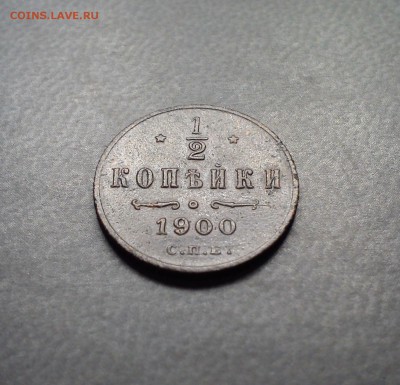 COINS.LAVE.RU
1/2
КОПѢЙКИ
1900
С.П.Б.